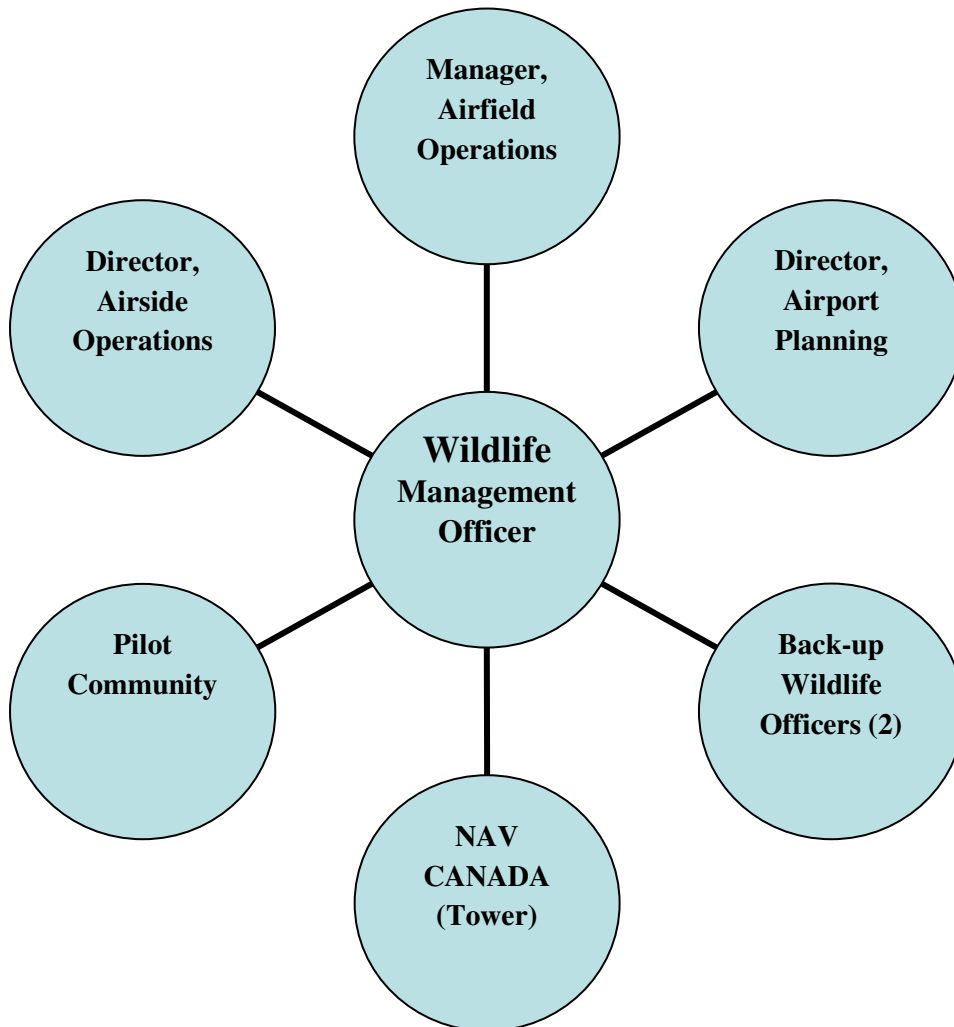 Manager,
Airfield
Operations
Director,
Airside
Operations
Director,
Airport
Planning
Wildlife
Management
Officer
Pilot
Community
Back-up
Wildlife
Officers (2)
NAV
CANADA
(Tower)